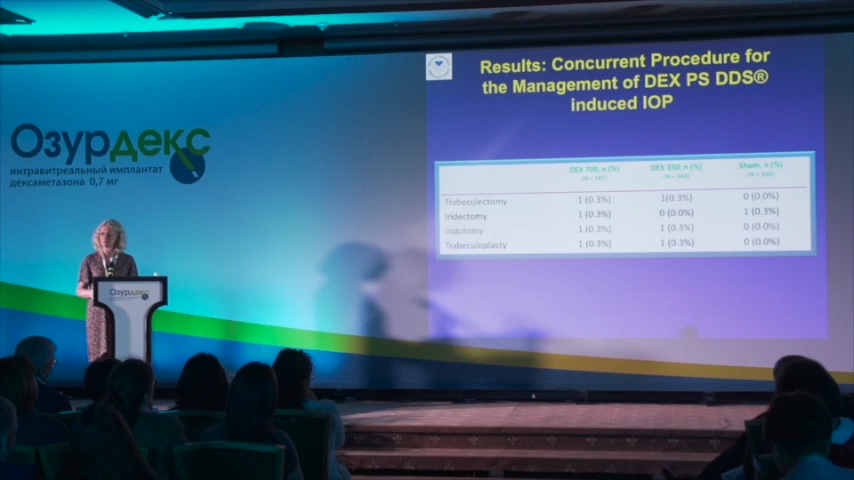 Results: Concurrent Procedure for
the Management of DEX PS DDS®
induced IOP
Озурдекс
интравитреальный имплантат
дексаметазона 0,7 мг
DEX 700, n (%) DEX 350, n (%) Sham, n (%)
Trabeculectomy 1 (0.3%) 1(0.3%) 0 (0.0%)
Iridectomy 1 (0.3%) 0 (0.0%) 1 (0.3%)
Iridotomy 1 (0.3%) 1 (0.3%) 0 (0.0%)
Trabeculoplasty 1 (0.3%) 1 (0.3%) 0 (0.0%)
Озурдекс